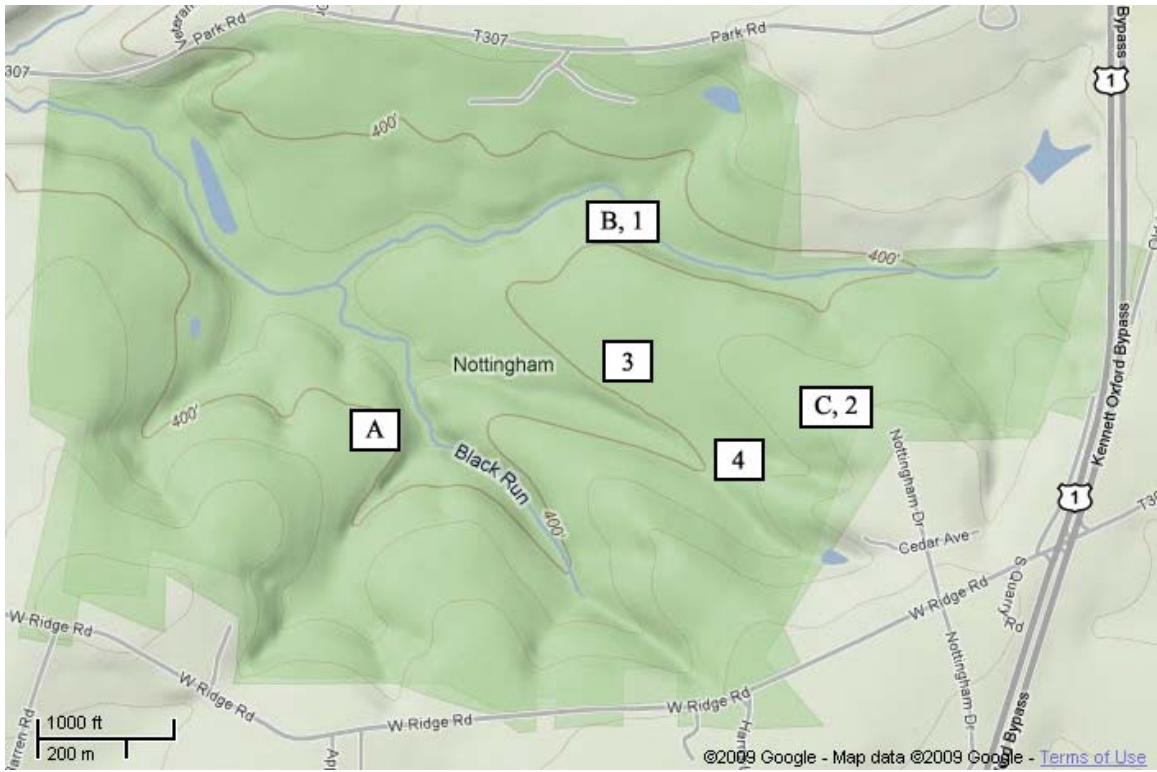 Veteran
Park Rd
T307
Park Rd
Bypass
307
1
400'
B, 1
400'
Kennett Oxford Bypass
Nottingham
3
C, 2
400'
A
4
Black Run
Nottingham Dr
1
400'
Cedar Ave
S Quarry Rd
W Ridge Rd
W Ridge Rd
Nottingham Dr
W Ridge Rd
W Ridge Rd
1000 ft
200 m
©2009 Google - Map data ©2009 Google - Terms of Use